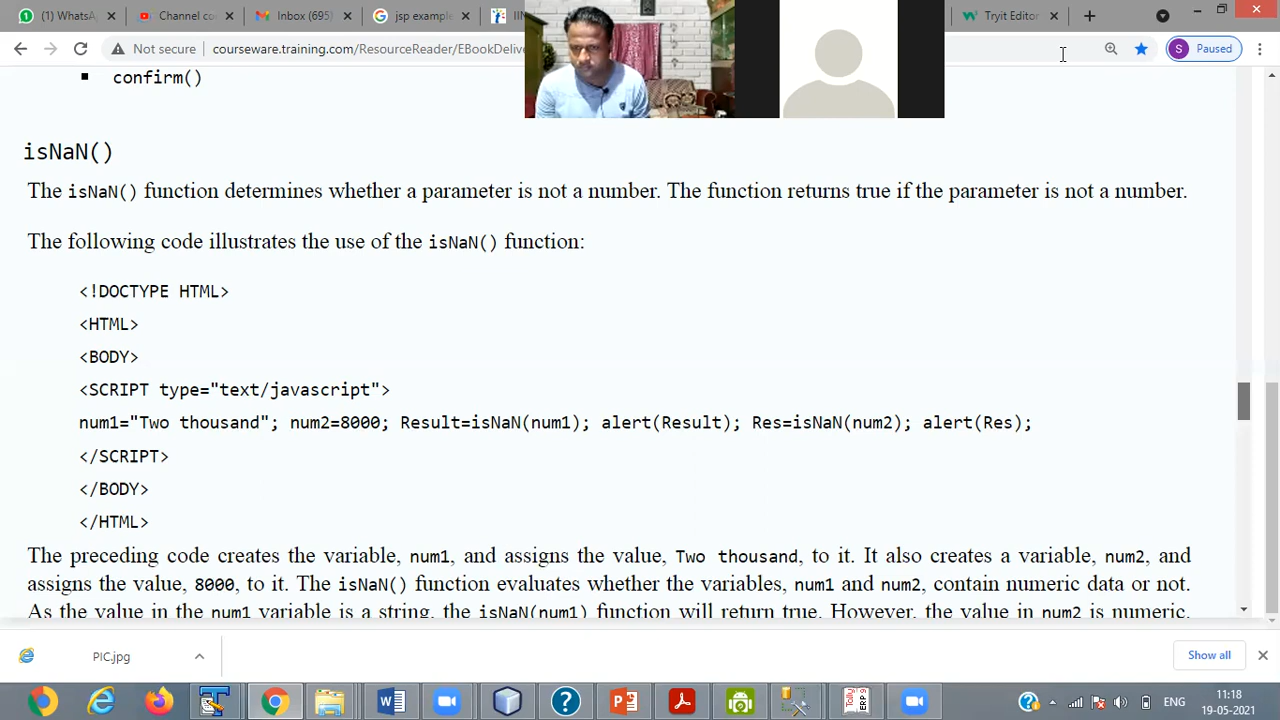 (1) WhatsA
Channel co
Inbox (695
jsp example
IIN
Tryit Editor
Not secure
courseware.training.com/ResourceReader/EBookDelive
S Paused
confirm()
isNaN()
The isNaN() function determines whether a parameter is not a number. The function returns true if the parameter is not a number.
The following code illustrates the use of the isNaN() function:
<!DOCTYPE HTML>
<HTML>
<BODY>
<SCRIPT type="text/javascript">
num1="Two thousand"; num2=8000; Result=isNaN(num1); alert(Result); Res=isNaN(num2); alert(Res);
</SCRIPT>
</BODY>
</HTML>
The preceding code creates the variable, num1, and assigns the value, Two thousand, to it. It also creates a variable, num2, and
assigns the value, 8000, to it. The isNaN() function evaluates whether the variables, num1 and num2, contain numeric data or not.
As the value in the num1 variable is a string, the isNaN(num1) function will return true. However, the value in num2 is numeric.
PIC.jpg
Show all
ENG
11:18
19-05-2021